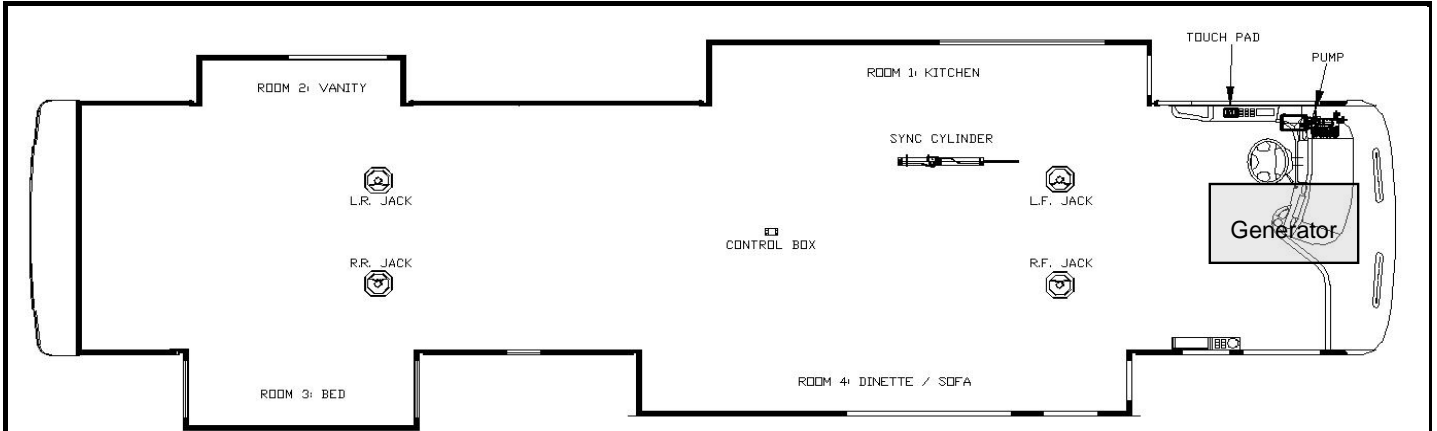 TOUCH PAD
PUMP
ROOM 2: VANITY
ROOM 1: KITCHEN
SYNC CYLINDER
L.R. JACK
L.F. JACK
Generator
CONTROL BOX
R.R. JACK
R.F. JACK
ROOM 3: BED
ROOM 4: DINETTE / SOFA